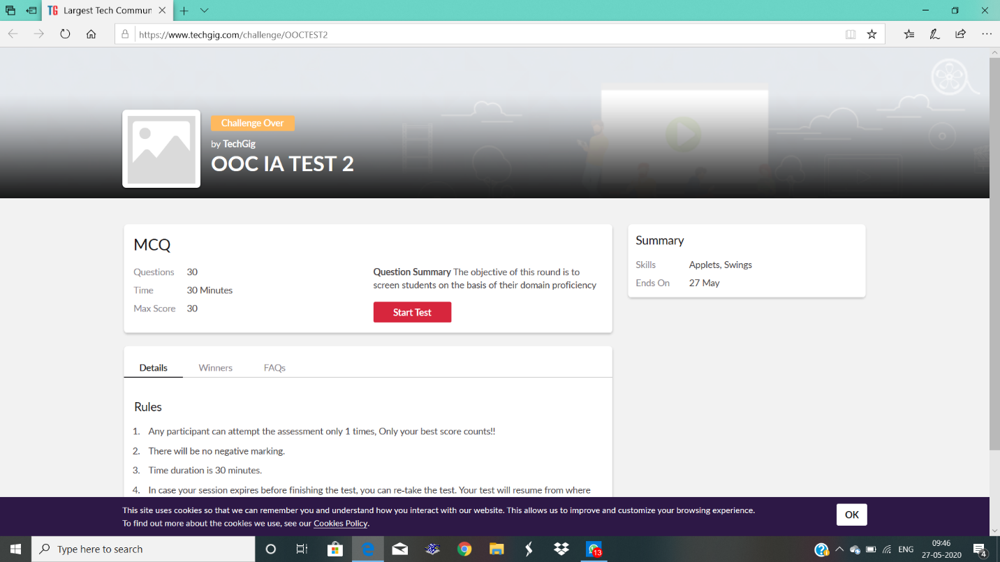 TG Largest Tech Commun
https://www.techgig.com/challenge/OOCTEST2
Challenge Over
by TechGig
OOC IA TEST 2
MCQ
Questions 30
Time 30 Minutes
Max Score 30
Question Summary The objective of this round is to
screen students on the basis of their domain proficiency
Start Test
Summary
Skills Applets, Swings
Ends On 27 May
Details Winners FAQs
Rules
1. Any participant can attempt the assessment only 1 times, Only your best score counts!!
2. There will be no negative marking.
3. Time duration is 30 minutes.
4. In case your session expires before finishing the test, you can re-take the test. Your test will resume from where
This site uses cookies so that we can remember you and understand how you interact with our website. This allows us to improve and customize your browsing experience.
To find out more about the cookies we use, see our Cookies Policy.
OK
Type here to search
13
ENG
09:46
27-05-2020
4